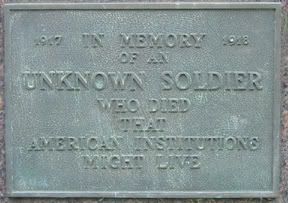 1917 IN MEMORY 1918
OF AN
UNKNOWN SOLDIER
WHO DIED
THAT
AMERICAN INSTITUTIONS
MIGHT LIVE